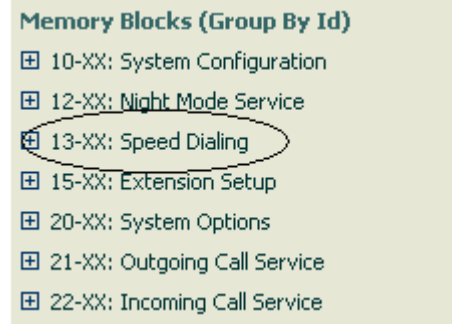 Memory Blocks (Group By Id)
10-XX: System Configuration
12-XX: Night Mode Service
13-XX: Speed Dialing
15-XX: Extension Setup
20-XX: System Options
21-XX: Outgoing Call Service
22-XX: Incoming Call Service